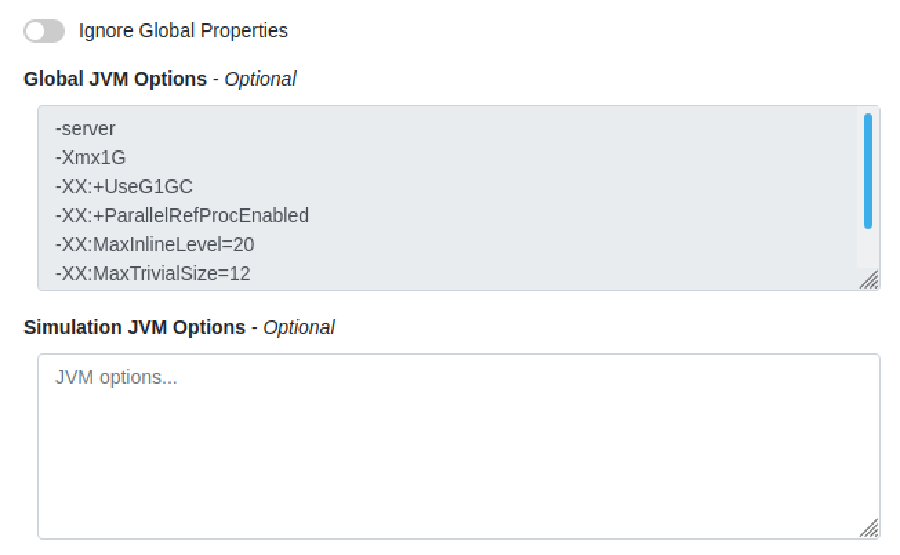 Ignore Global Properties
Global JVM Options - Optional
-server
-Xmx1G
-XX:+UseG1GC
-XX:+ParallelRefProcEnabled
-XX:MaxInlineLevel=20
-XX:MaxTrivialSize=12
Simulation JVM Options - Optional
JVM options...